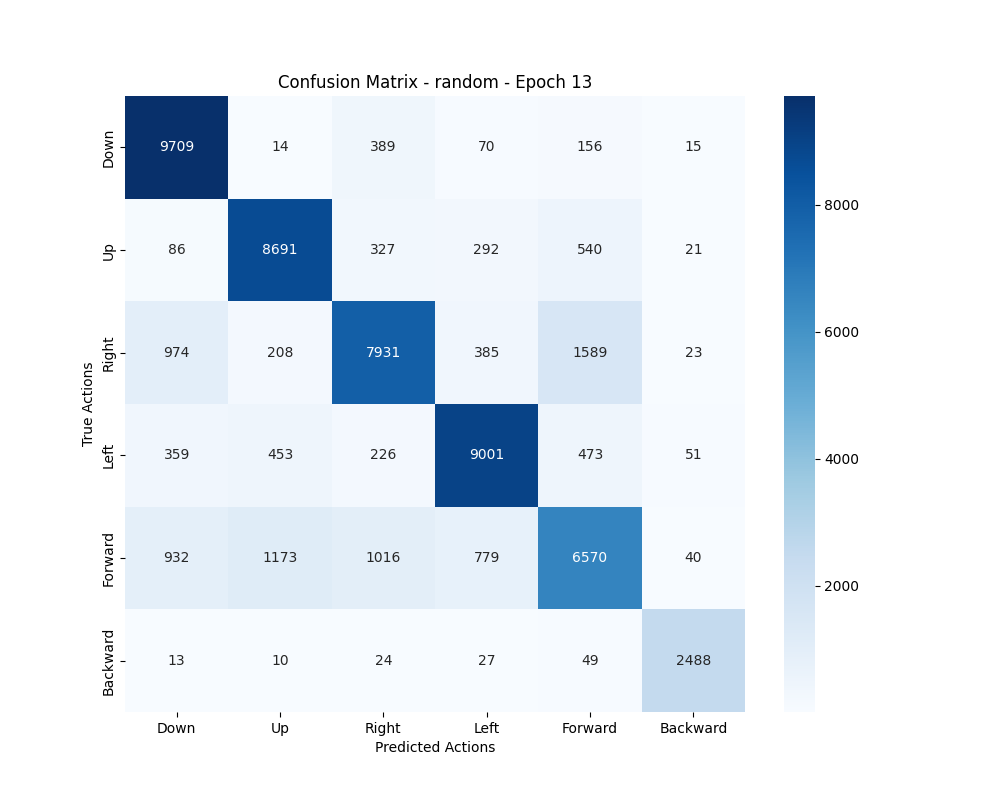 Confusion Matrix - random - Epoch 13
True Actions
Down 9709 14 389 70 156 15
Up 86 8691 327 292 540 21
Right 974 208 7931 385 1589 23
Left 359 453 226 9001 473 51
Forward 932 1173 1016 779 6570 40
Backward 13 10 24 27 49 2488
Down Up Right Left Forward Backward
Predicted Actions
8000
6000
4000
2000